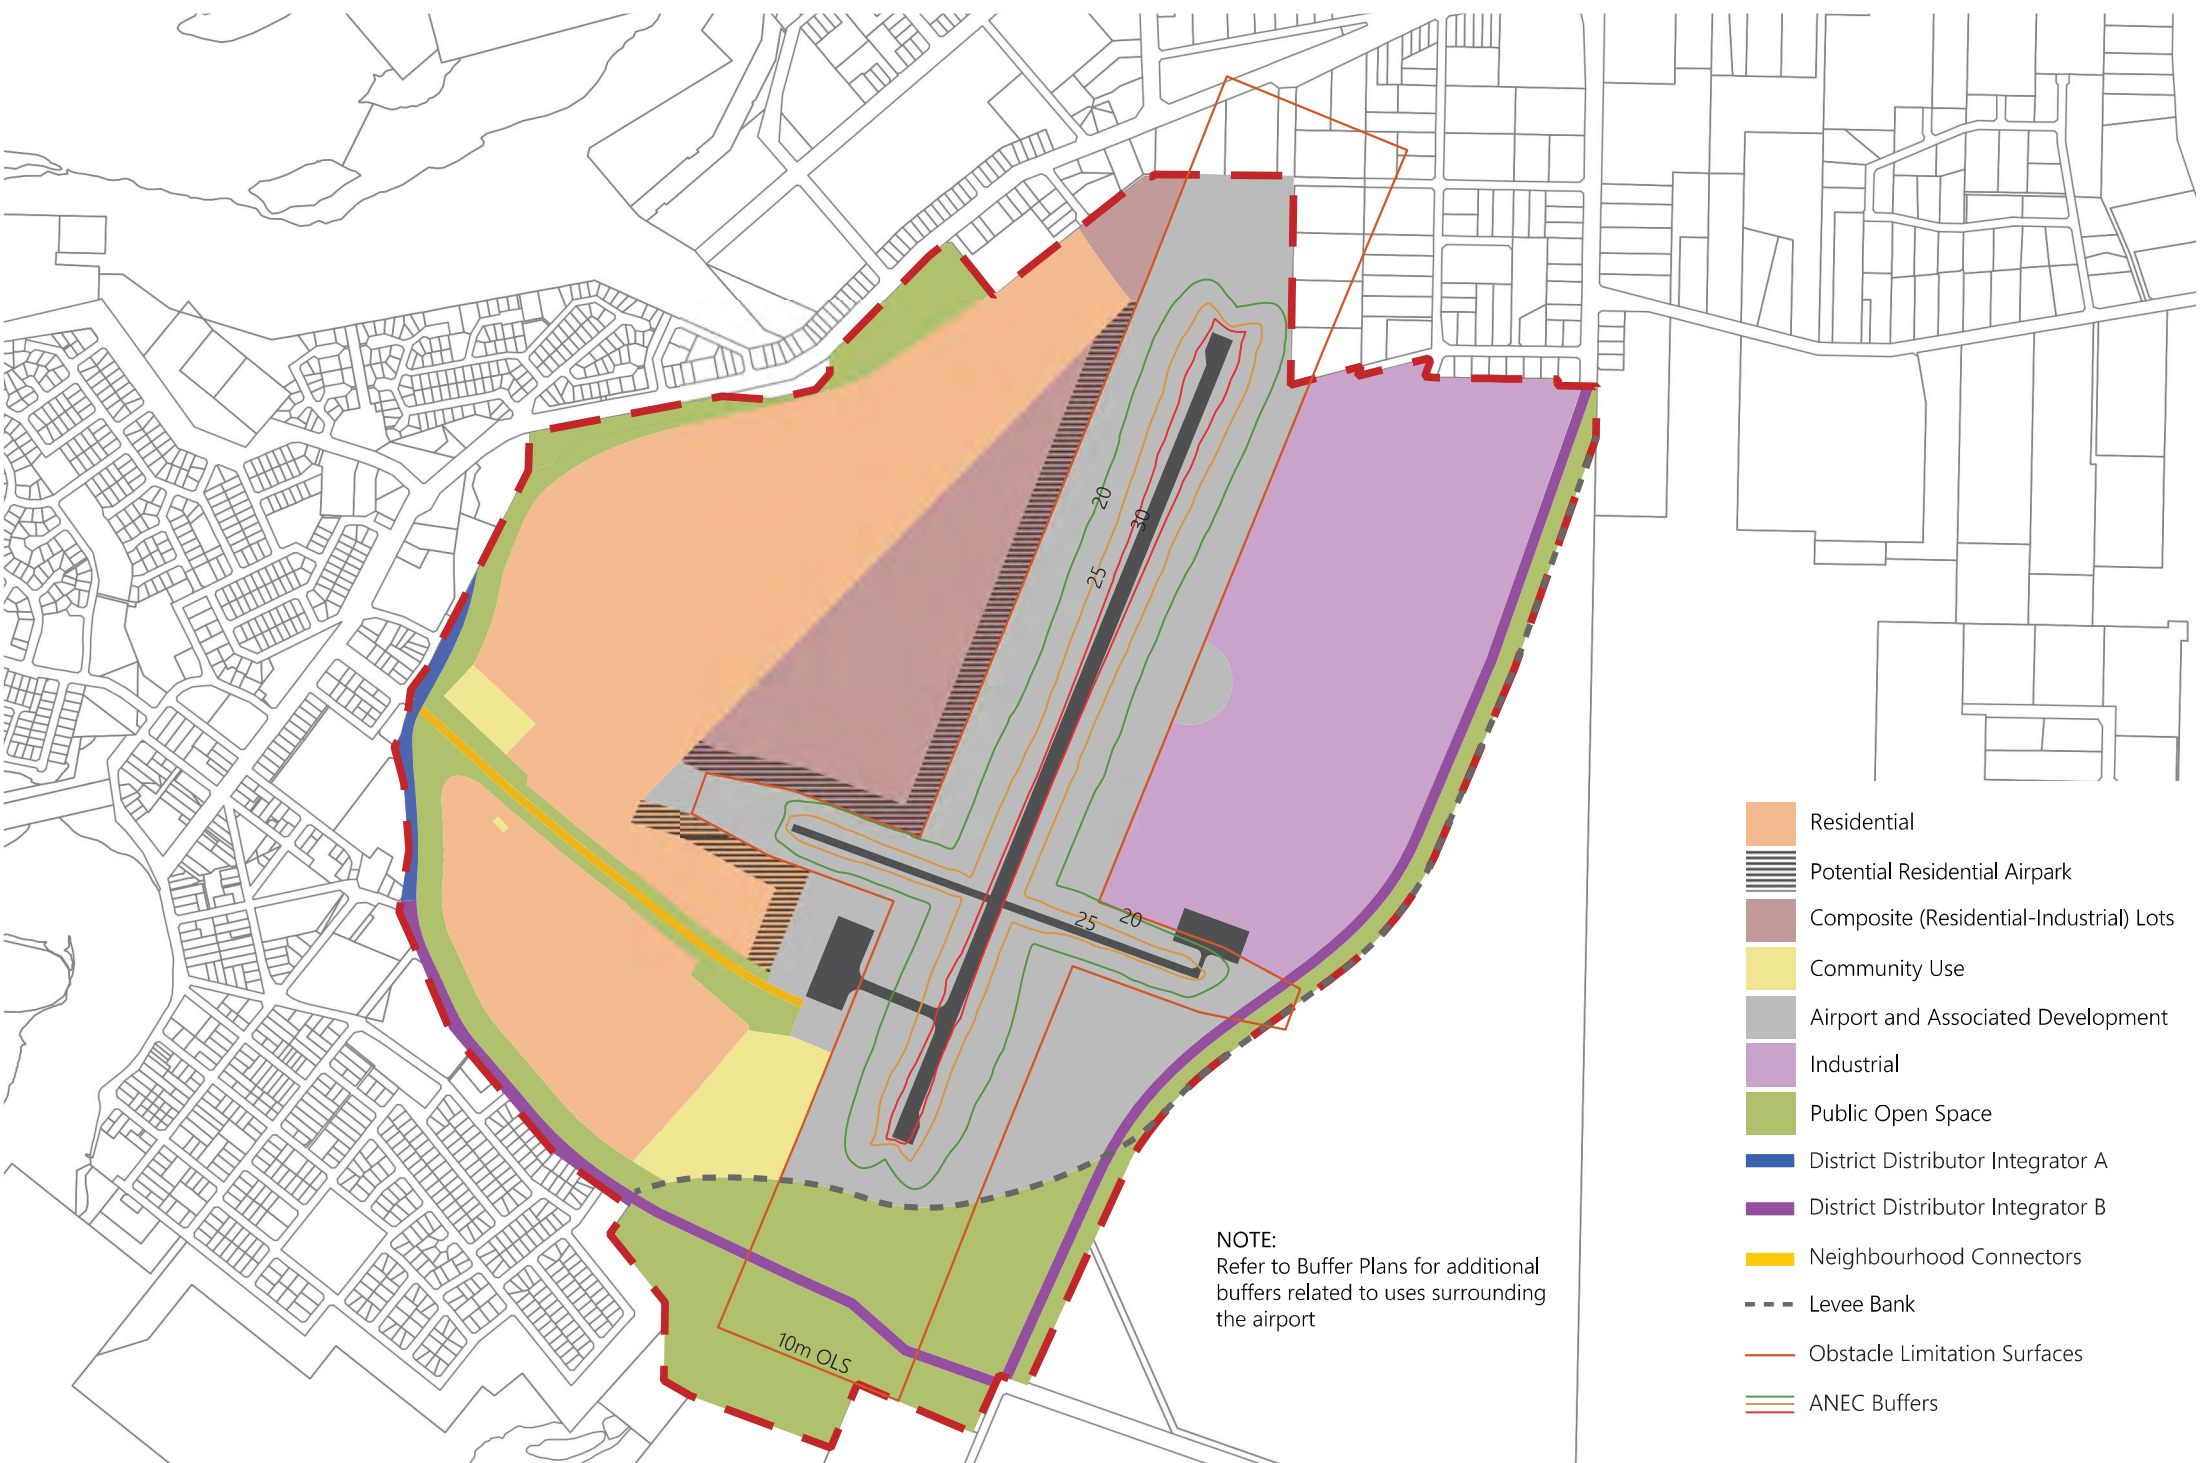 20
30
25
25
20
10m OLS
Residential
Potential Residential Airpark
Composite (Residential-Industrial) Lots
Community Use
Airport and Associated Development
Industrial
Public Open Space
District Distributor Integrator A
District Distributor Integrator B
Neighbourhood Connectors
Levee Bank
Obstacle Limitation Surfaces
ANEC Buffers
NOTE:
Refer to Buffer Plans for additional
buffers related to uses surrounding
the airport